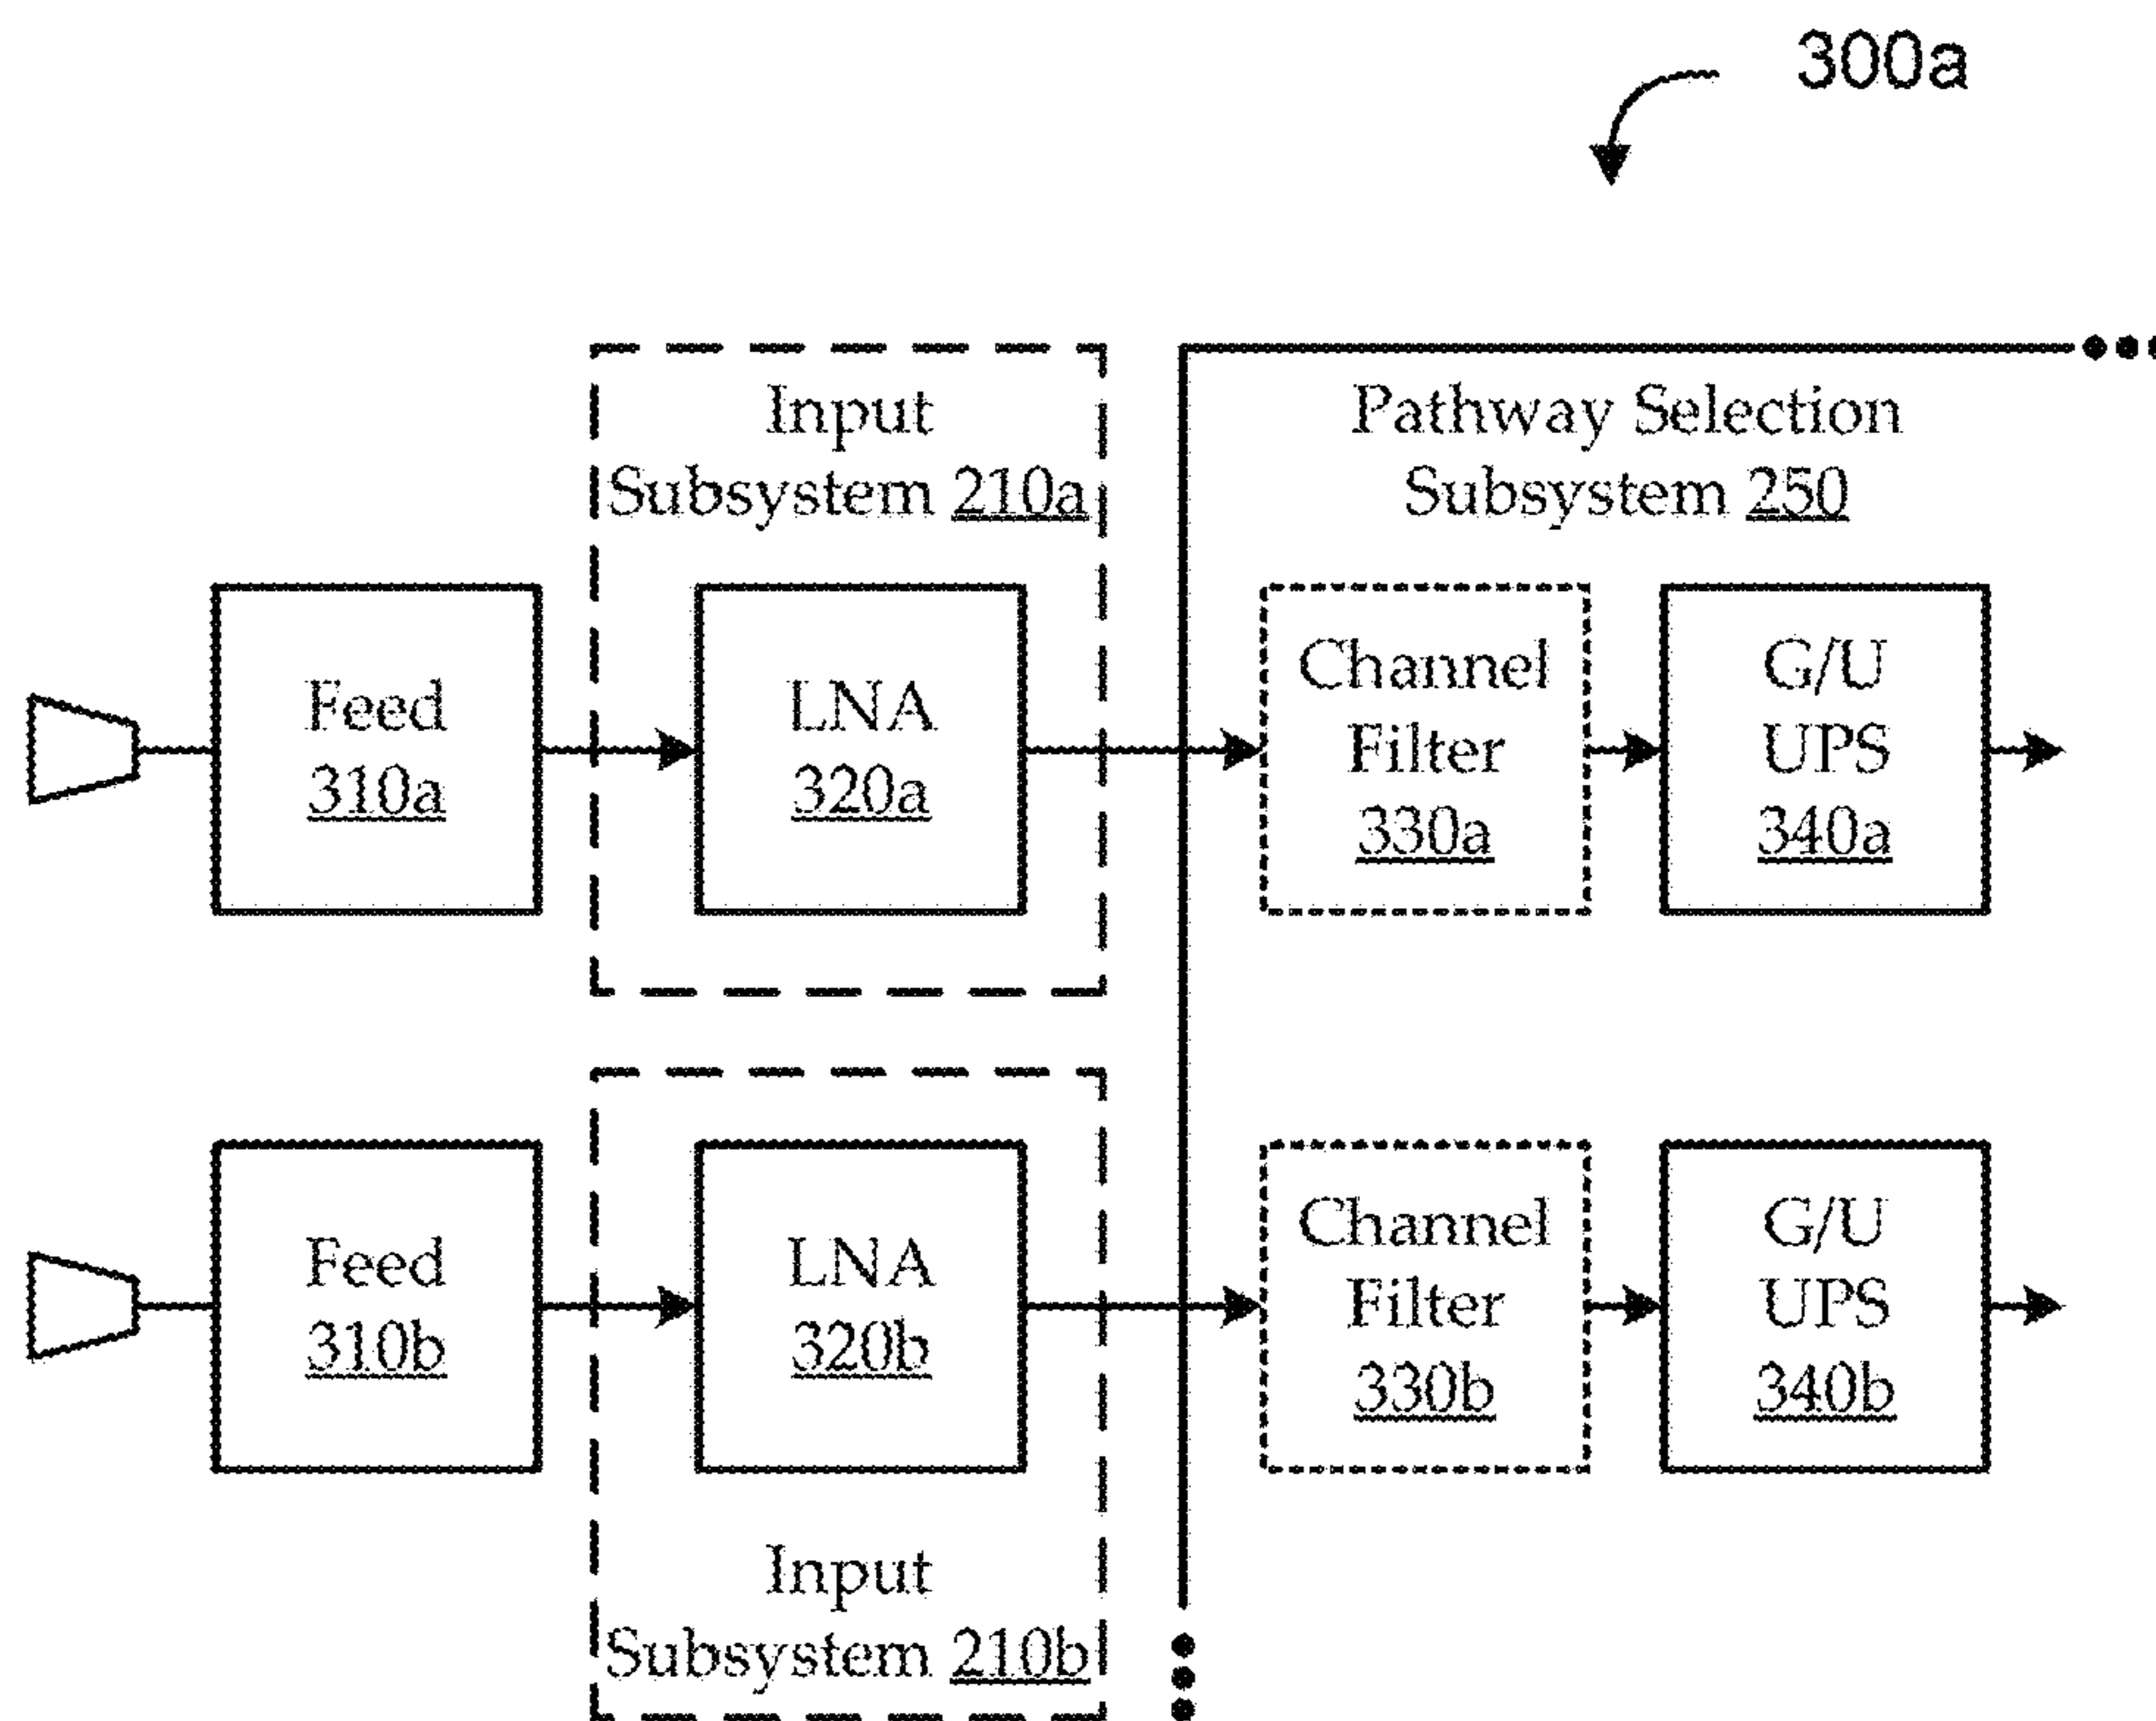 300a
Input
Subsystem 210a
Pathway Selection
Subsystem 250
Feed
310a
LNA
320a
Channel
Filter
330a
G/U
UPS
340a
Feed
310b
LNA
320b
Channel
Filter
330b
G/U
UPS
340b
Input
Subsystem 210b